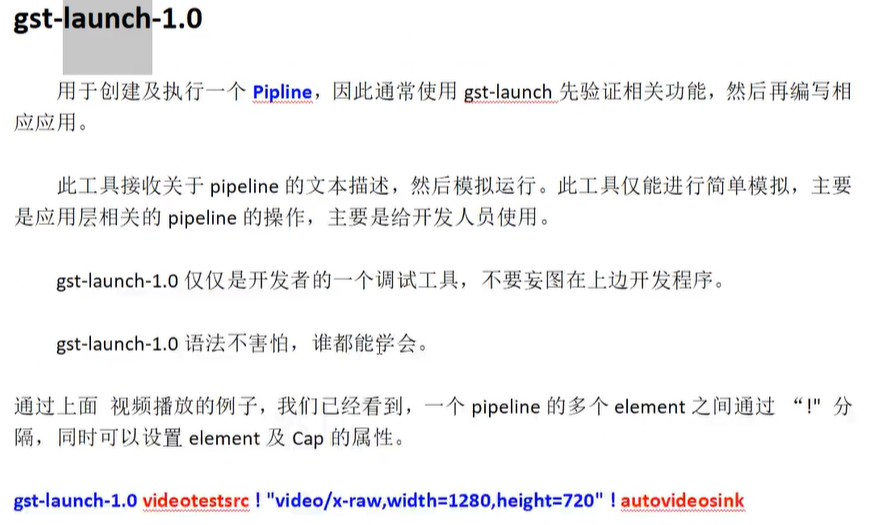 gst-launch-1.0
用于创建及执行一个 Pipline，因此通常使用 gst-launch 先验证相关功能，然后再编写相
应应用。
此工具接收关于 pipeline 的文本描述，然后模拟运行。此工具仅能进行简单模拟，主要
是应用层相关的 pipeline 的操作，主要是给开发人员使用。
gst-launch-1.0 仅仅是开发者的一个调试工具，不要妄图在上边开发程序。
gst-launch-1.0 语法不害怕，谁都能学会。
通过上面 视频播放的例子，我们已经看到，一个 pipeline 的多个 element 之间通过 “!" 分
隔，同时可以设置 element 及 Cap 的属性。
gst-launch-1.0 videotestsrc ! "video/x-raw,width=1280,height=720" ! autovideosink